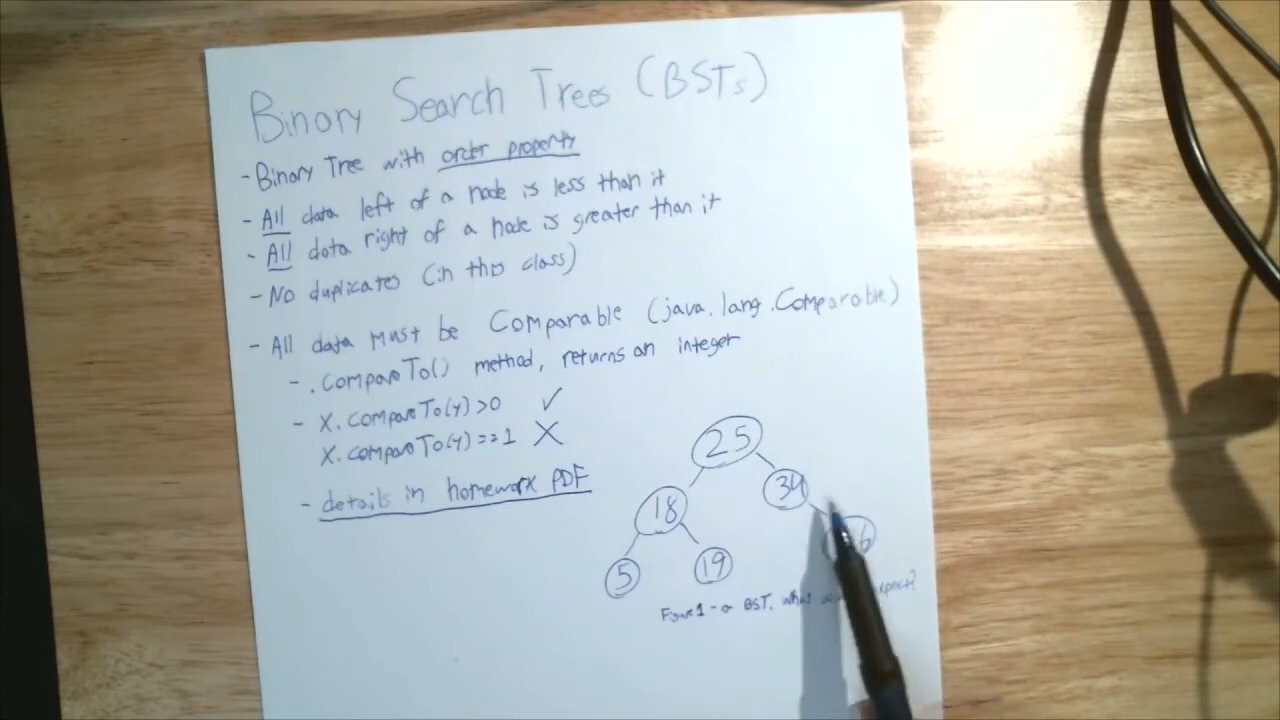 Binary Search Trees (BSTs)
- Binary Tree with order property
- All data left of a node is less than it
- All data right of a node is greater than it
- No duplicates (in this class)
- All data must be Comparable (java.lang.Comparable)
- .compareTo() method, returns an integer
- X.compareTo(Y)>0 ✓
X.compareTo(Y)==1 X
- details in homework PDF
25
18 34
5 19
Figure 1 - a BST, what